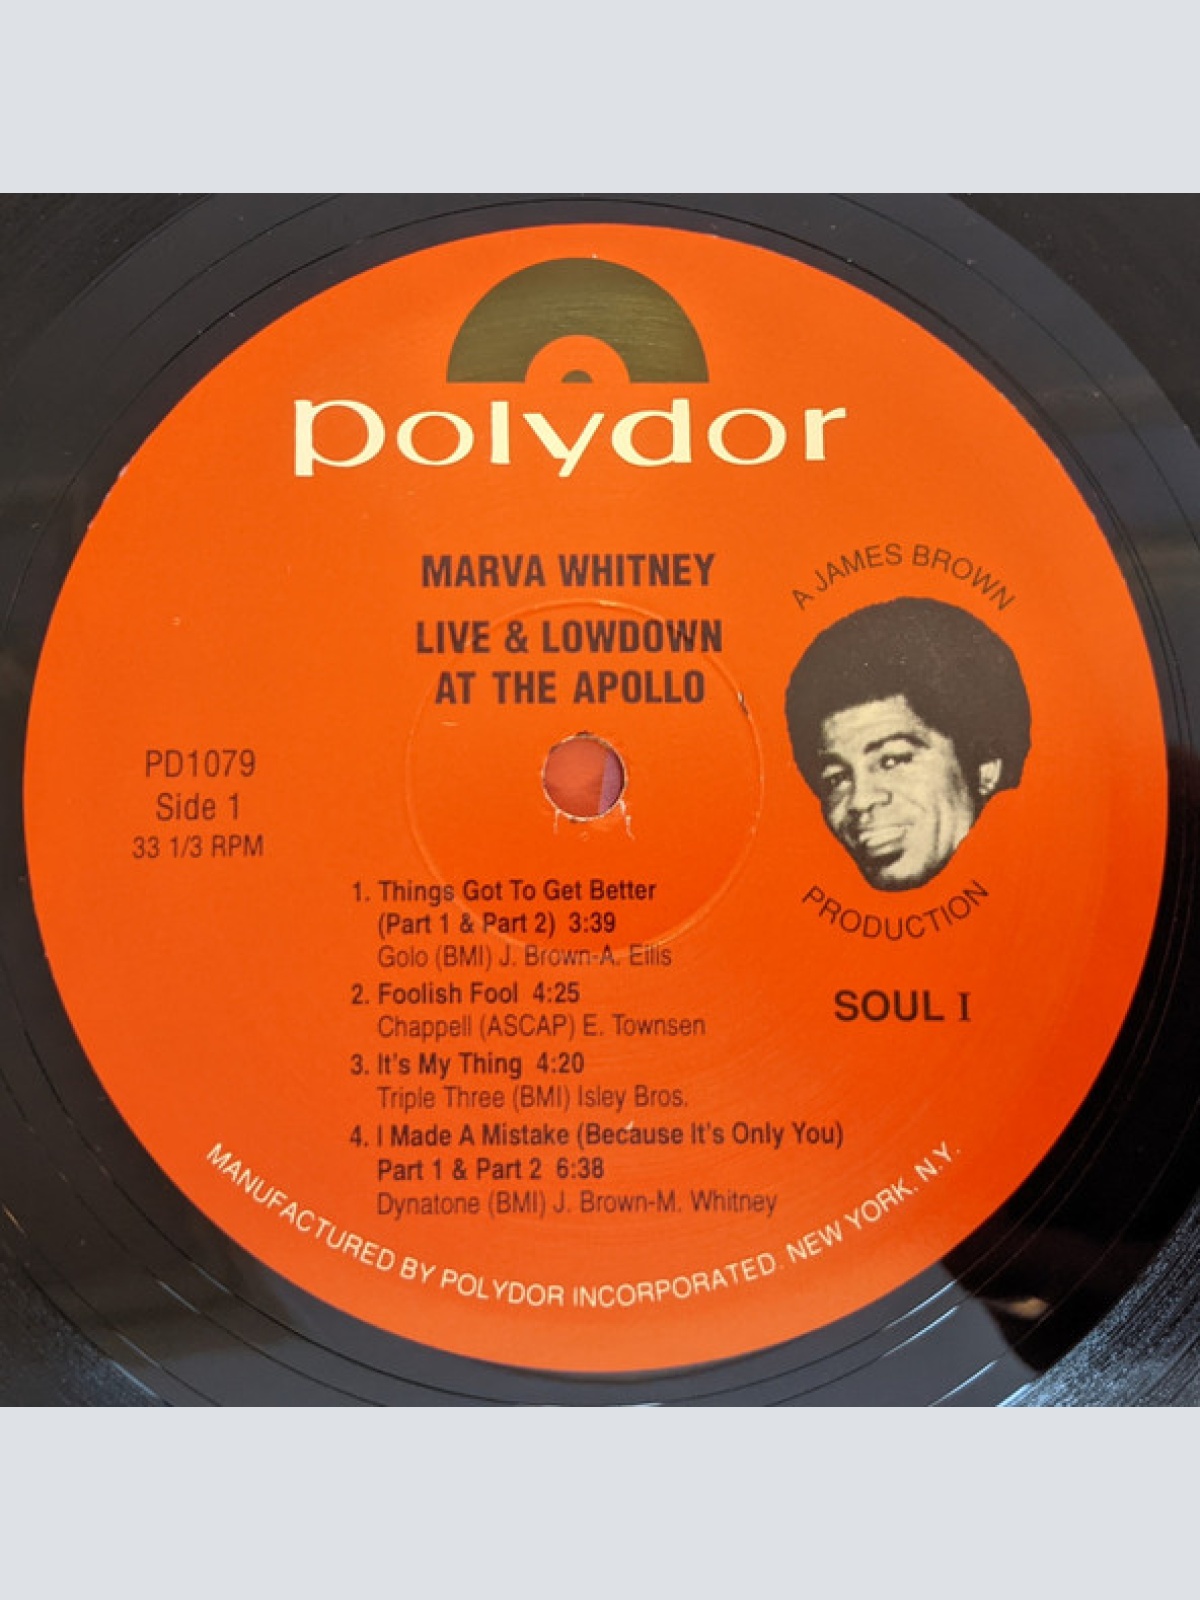 polydor
MARVA WHITNEY
LIVE & LOWDOWN
AT THE APOLLO
A JAMES BROWN
PRODUCTION
SOUL I
PD1079
Side 1
33 1/3 RPM
1. Things Got To Get Better
(Part 1 & Part 2) 3:39
Golo (BMI) J. Brown-A. Eills
2. Foolish Fool 4:25
Chappell (ASCAP) E. Townsen
3. It's My Thing 4:20
Triple Three (BMI) Isley Bros.
4. I Made A Mistake (Because It's Only You)
Part 1 & Part 2 6:38
Dynatone (BMI) J. Brown-M. Whitney
MANUFACTURED BY POLYDOR INCORPORATED. NEW YORK. N.Y.